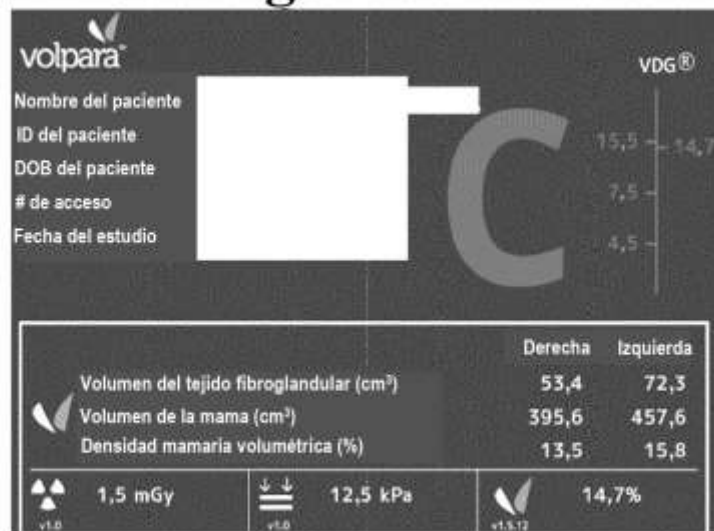 volpara
VDG®
Nombre del paciente
ID del paciente
DOB del paciente
# de acceso
Fecha del estudio
C
15,5
14,7
7,5
4,5
Derecha Izquierda
Volumen del tejido fibroglandular (cm³) 53,4 72,3
Volumen de la mama (cm³) 395,6 457,6
Densidad mamaria volumétrica (%) 13,5 15,8
1,5 mGy 12,5 kPa 14,7%
v1.0 v1.0 v1.5.12